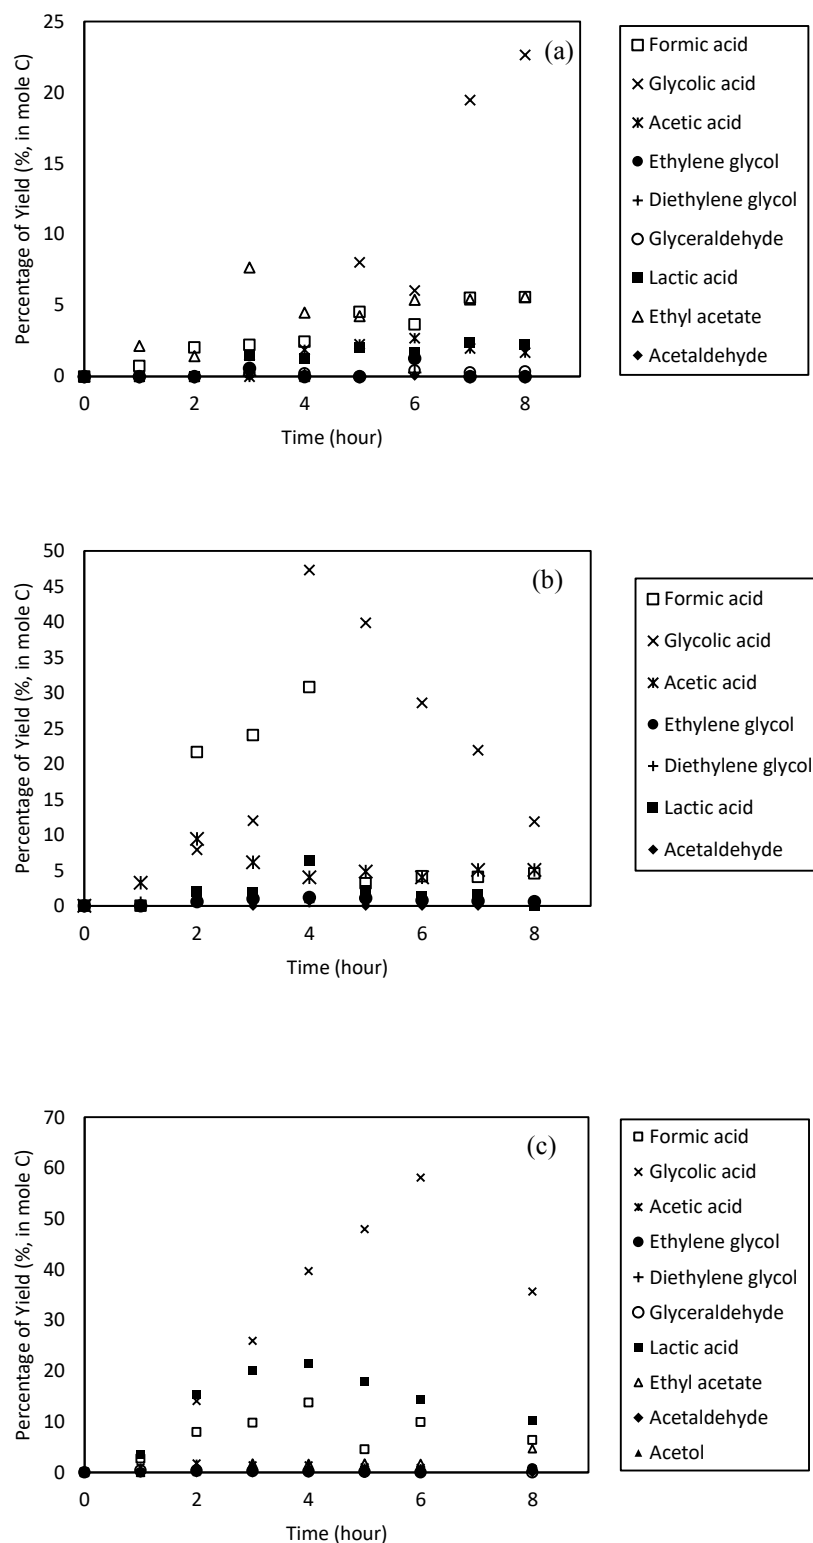 (a)
Percentage of Yield (%, in mole C)
25
20
15
10
5
0
0 2 4 6 8
Time (hour)
Formic acid
Glycolic acid
Acetic acid
Ethylene glycol
Diethylene glycol
Glyceraldehyde
Lactic acid
Ethyl acetate
Acetaldehyde
(b)
Percentage of Yield (%, in mole C)
50
45
40
35
30
25
20
15
10
5
0
0 2 4 6 8
Time (hour)
Formic acid
Glycolic acid
Acetic acid
Ethylene glycol
Diethylene glycol
Lactic acid
Acetaldehyde
(c)
Percentage of Yield (%, in mole C)
70
60
50
40
30
20
10
0
0 2 4 6 8
Time (hour)
Formic acid
Glycolic acid
Acetic acid
Ethylene glycol
Diethylene glycol
Glyceraldehyde
Lactic acid
Ethyl acetate
Acetaldehyde
Acetol